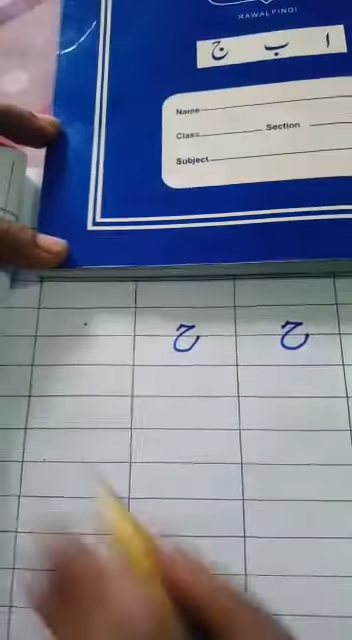 RAWALPINDI
ا ب ج
Name
Class Section
Subject
ح ح